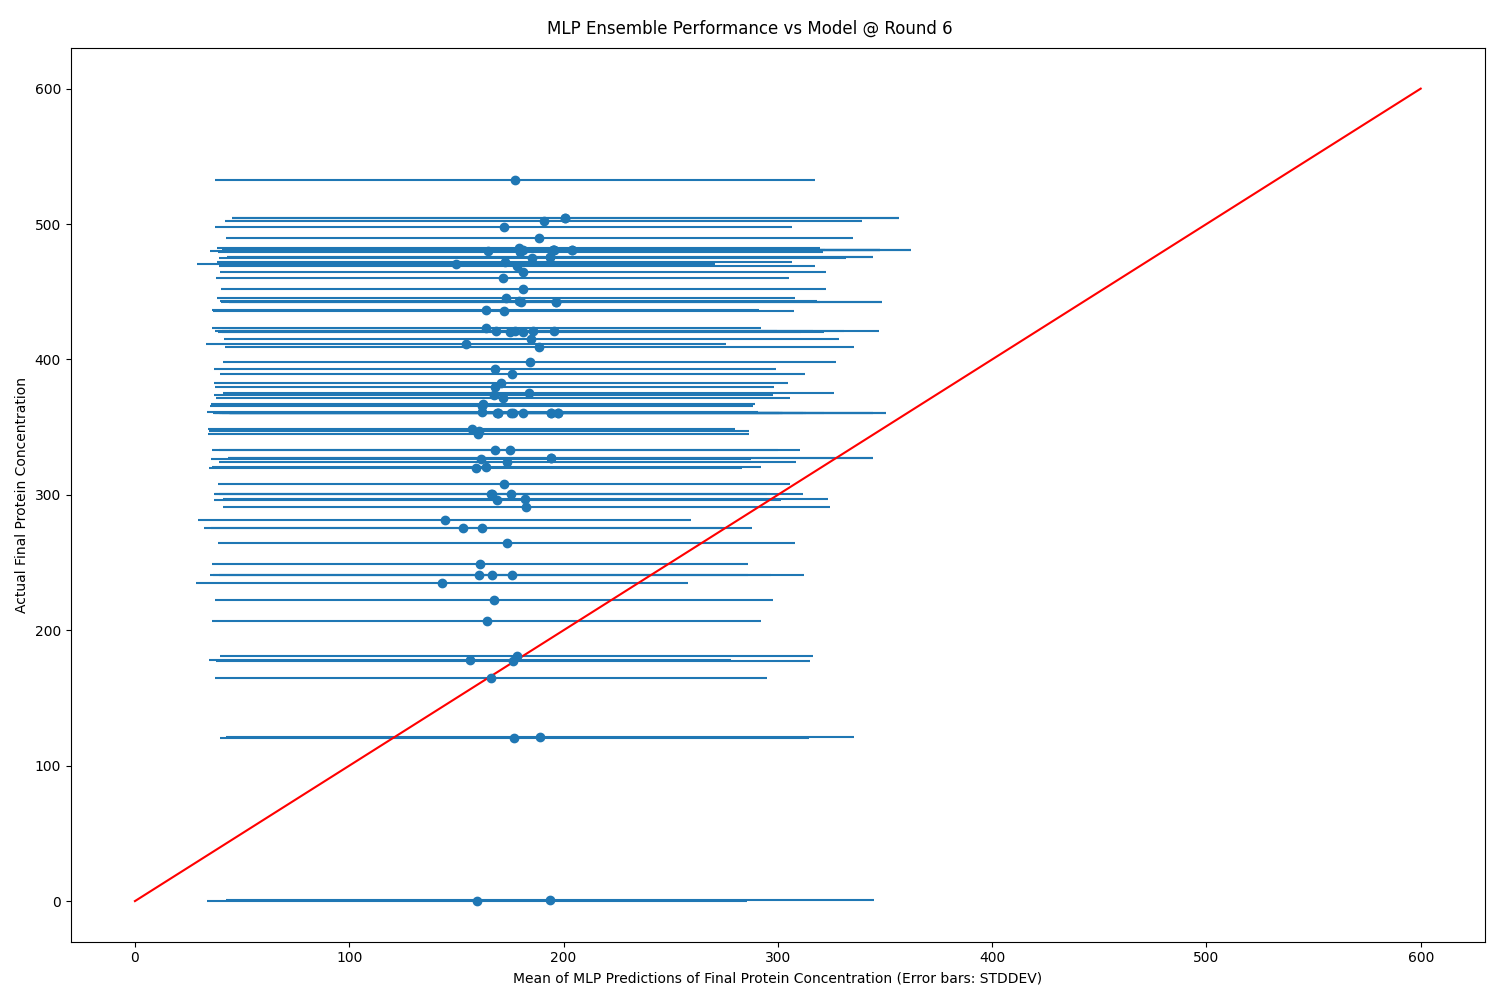 MLP Ensemble Performance vs Model @ Round 6
600
500
400
300
200
100
0
Actual Final Protein Concentration
0 100 200 300 400 500 600
Mean of MLP Predictions of Final Protein Concentration (Error bars: STDDEV)